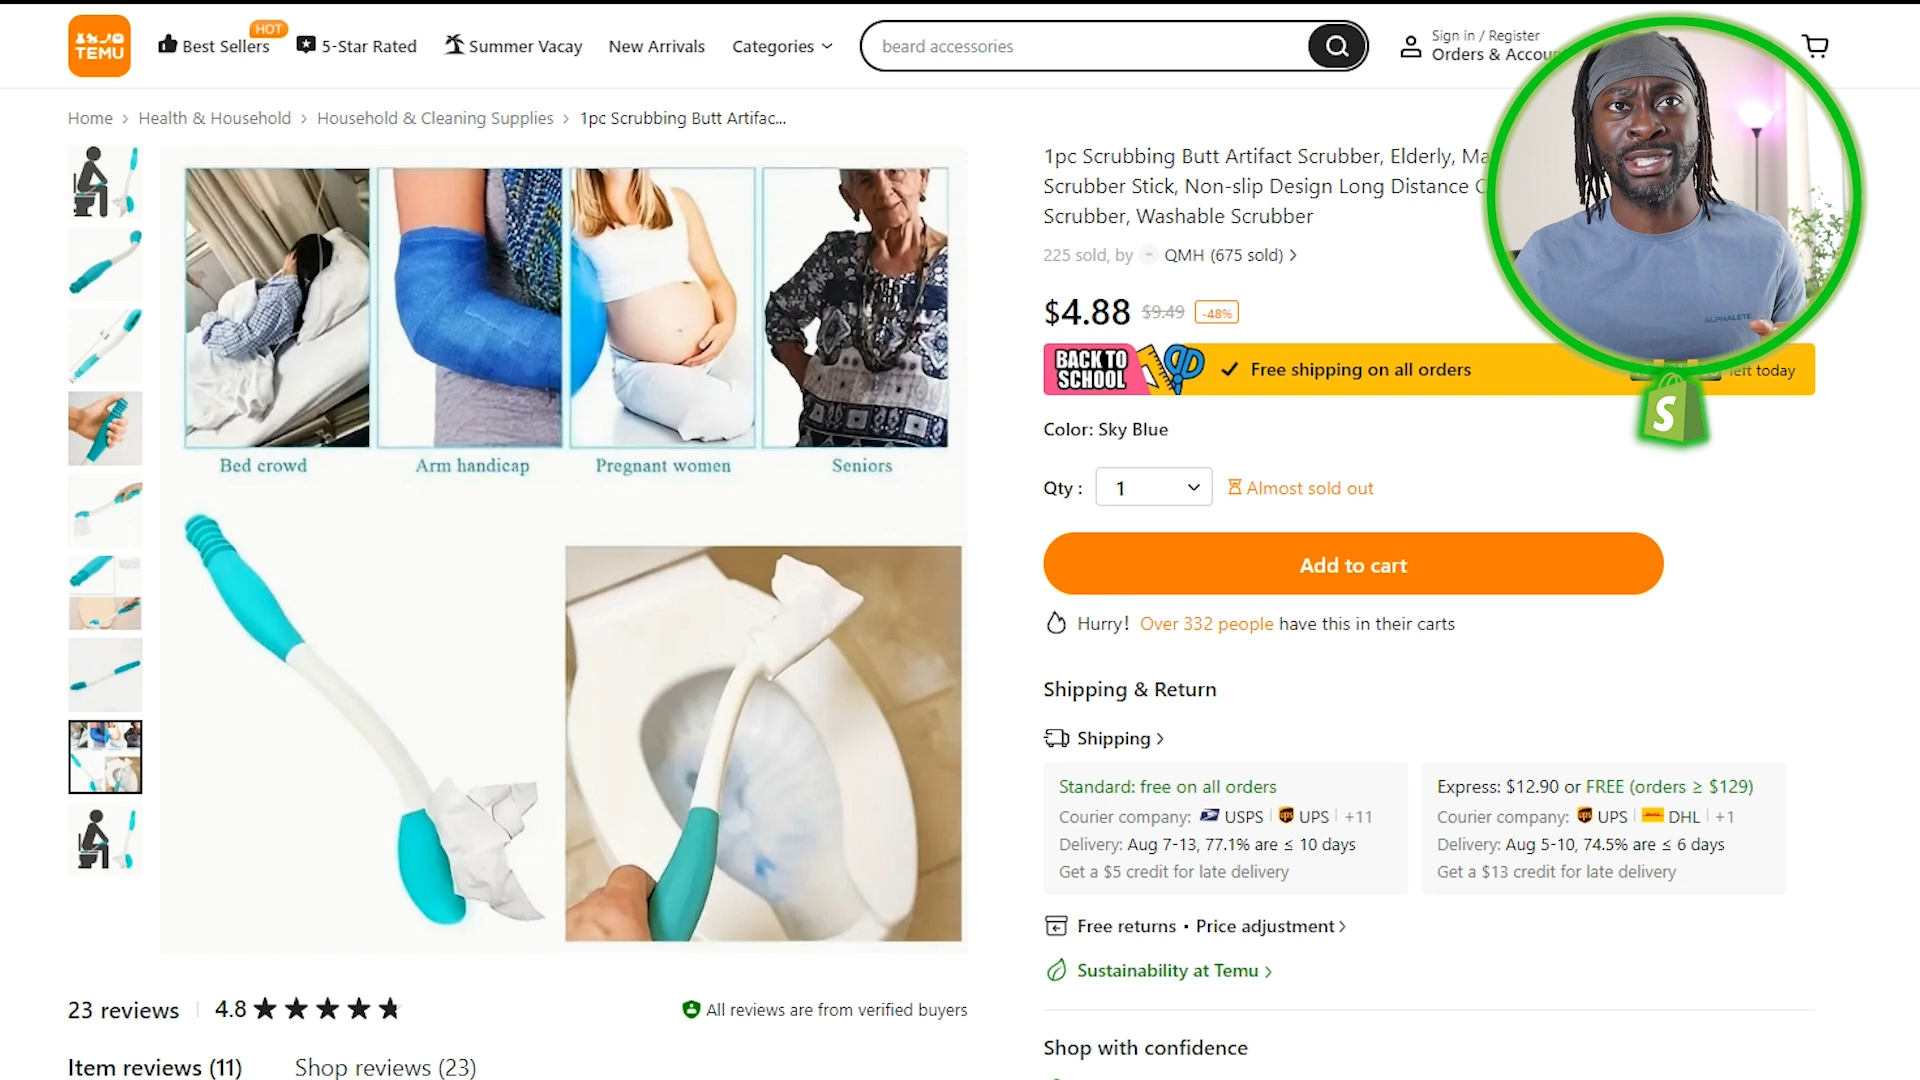 TEMU
Best Sellers
HOT
5-Star Rated
Summer Vacay
New Arrivals
Categories
beard accessories
Sign in / Register
Orders & Accou
Home > Health & Household > Household & Cleaning Supplies > 1pc Scrubbing Butt Artifac...
1pc Scrubbing Butt Artifact Scrubber, Elderly, Ma
Scrubber Stick, Non-slip Design Long Distance
Scrubber, Washable Scrubber
225 sold, by QMH (675 sold) >
$4.88 $9.49 -48%
BACK TO
SCHOOL
Free shipping on all orders
left today
ALPHALETE
S
Color: Sky Blue
Qty : 1
Almost sold out
Add to cart
Hurry! Over 332 people have this in their carts
Bed crowd
Arm handicap
Pregnant women
Seniors
Shipping & Return
Shipping >
Standard: free on all orders
Courier company: USPS | UPS | +11
Delivery: Aug 7-13, 77.1% are ≤ 10 days
Get a $5 credit for late delivery
Express: $12.90 or FREE (orders ≥ $129)
Courier company: UPS | DHL | +1
Delivery: Aug 5-10, 74.5% are ≤ 6 days
Get a $13 credit for late delivery
Free returns · Price adjustment >
Sustainability at Temu >
23 reviews | 4.8 ★★★★★
All reviews are from verified buyers
Item reviews (11)
Shop reviews (23)
Shop with confidence